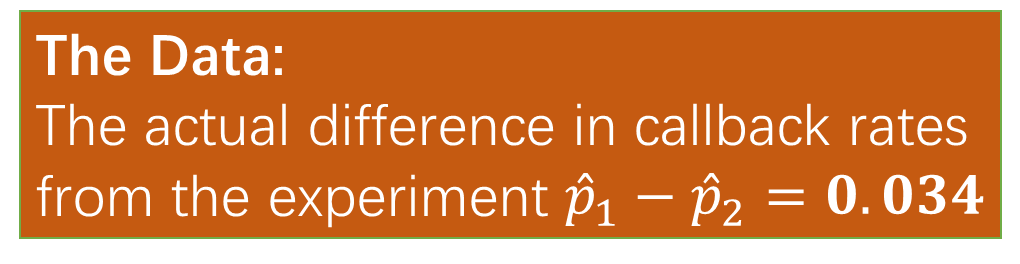 The Data:
The actual difference in callback rates
from the experiment p̂₁ − p̂₂ = 0.034